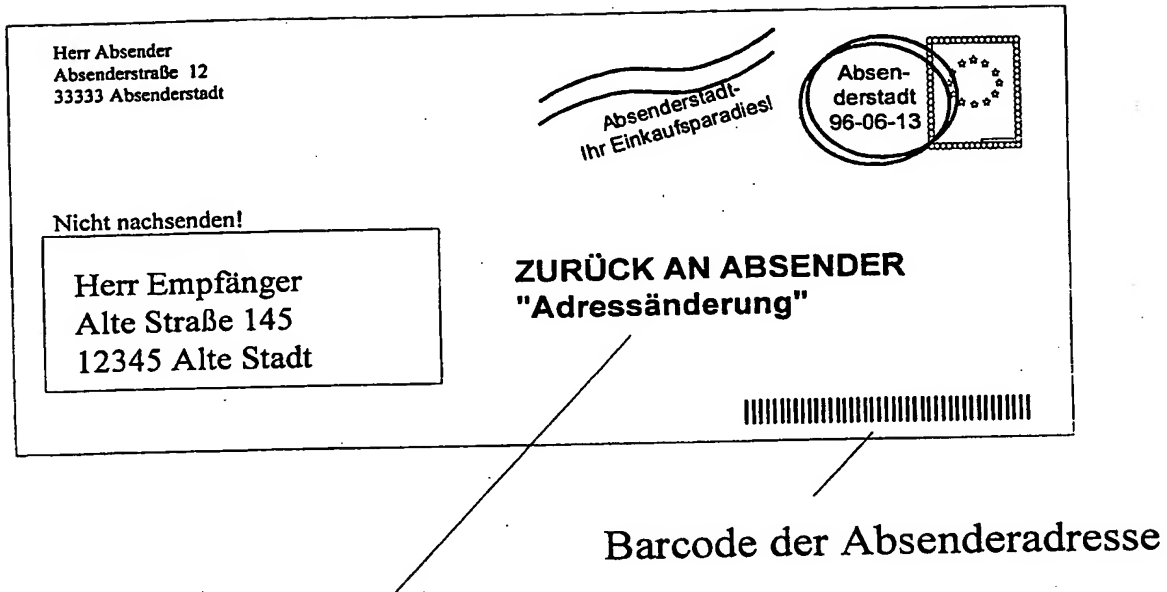 Herr Absender
Absenderstraße 12
33333 Absenderstadt
Absenderstadt-
Ihr Einkaufsparadies!
Absen-
derstadt
96-06-13
Nicht nachsenden!
Herr Empfänger
Alte Straße 145
12345 Alte Stadt
ZURÜCK AN ABSENDER
"Adressänderung"
Barcode der Absenderadresse